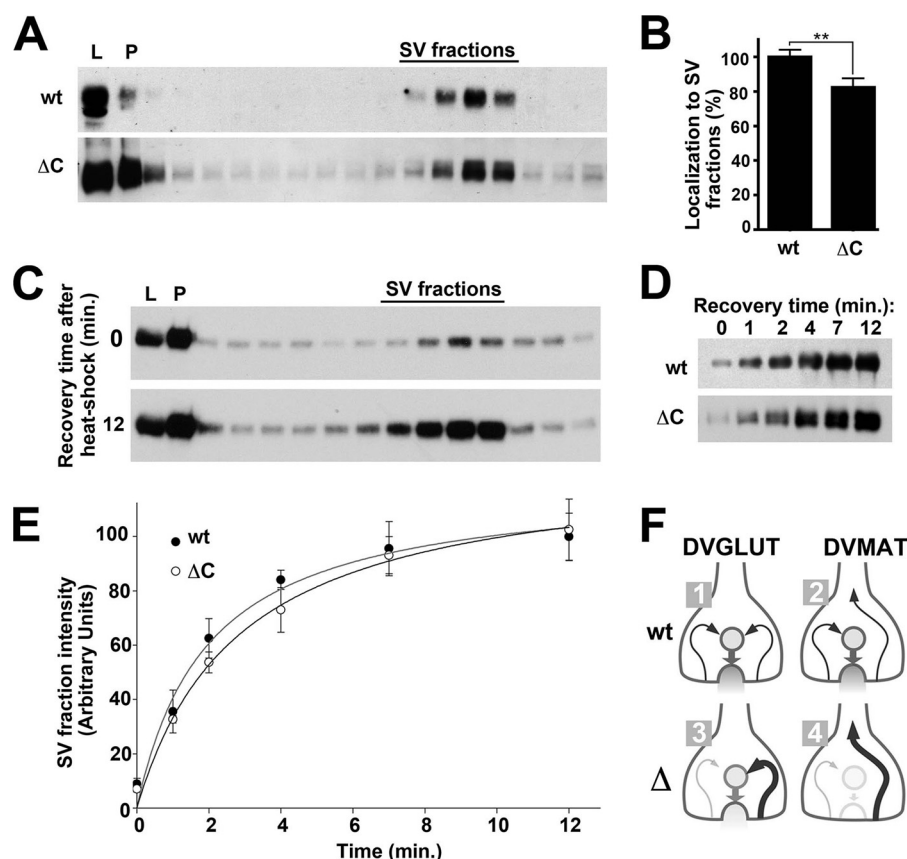 A
L P SV fractions
wt
ΔC
B
**
Localization to SV
fractions (%)
100
80
60
40
20
0
wt ΔC
C
L P SV fractions
Recovery time after
heat-shock (min.)
0
12
D
Recovery time (min.):
0 1 2 4 7 12
wt
ΔC
E
SV fraction intensity
(Arbitrary Units)
100
80
60
40
20
0
wt
ΔC
0 2 4 6 8 10 12
Time (min.)
F
DVGLUT DVMAT
wt
1 2
Δ
3 4